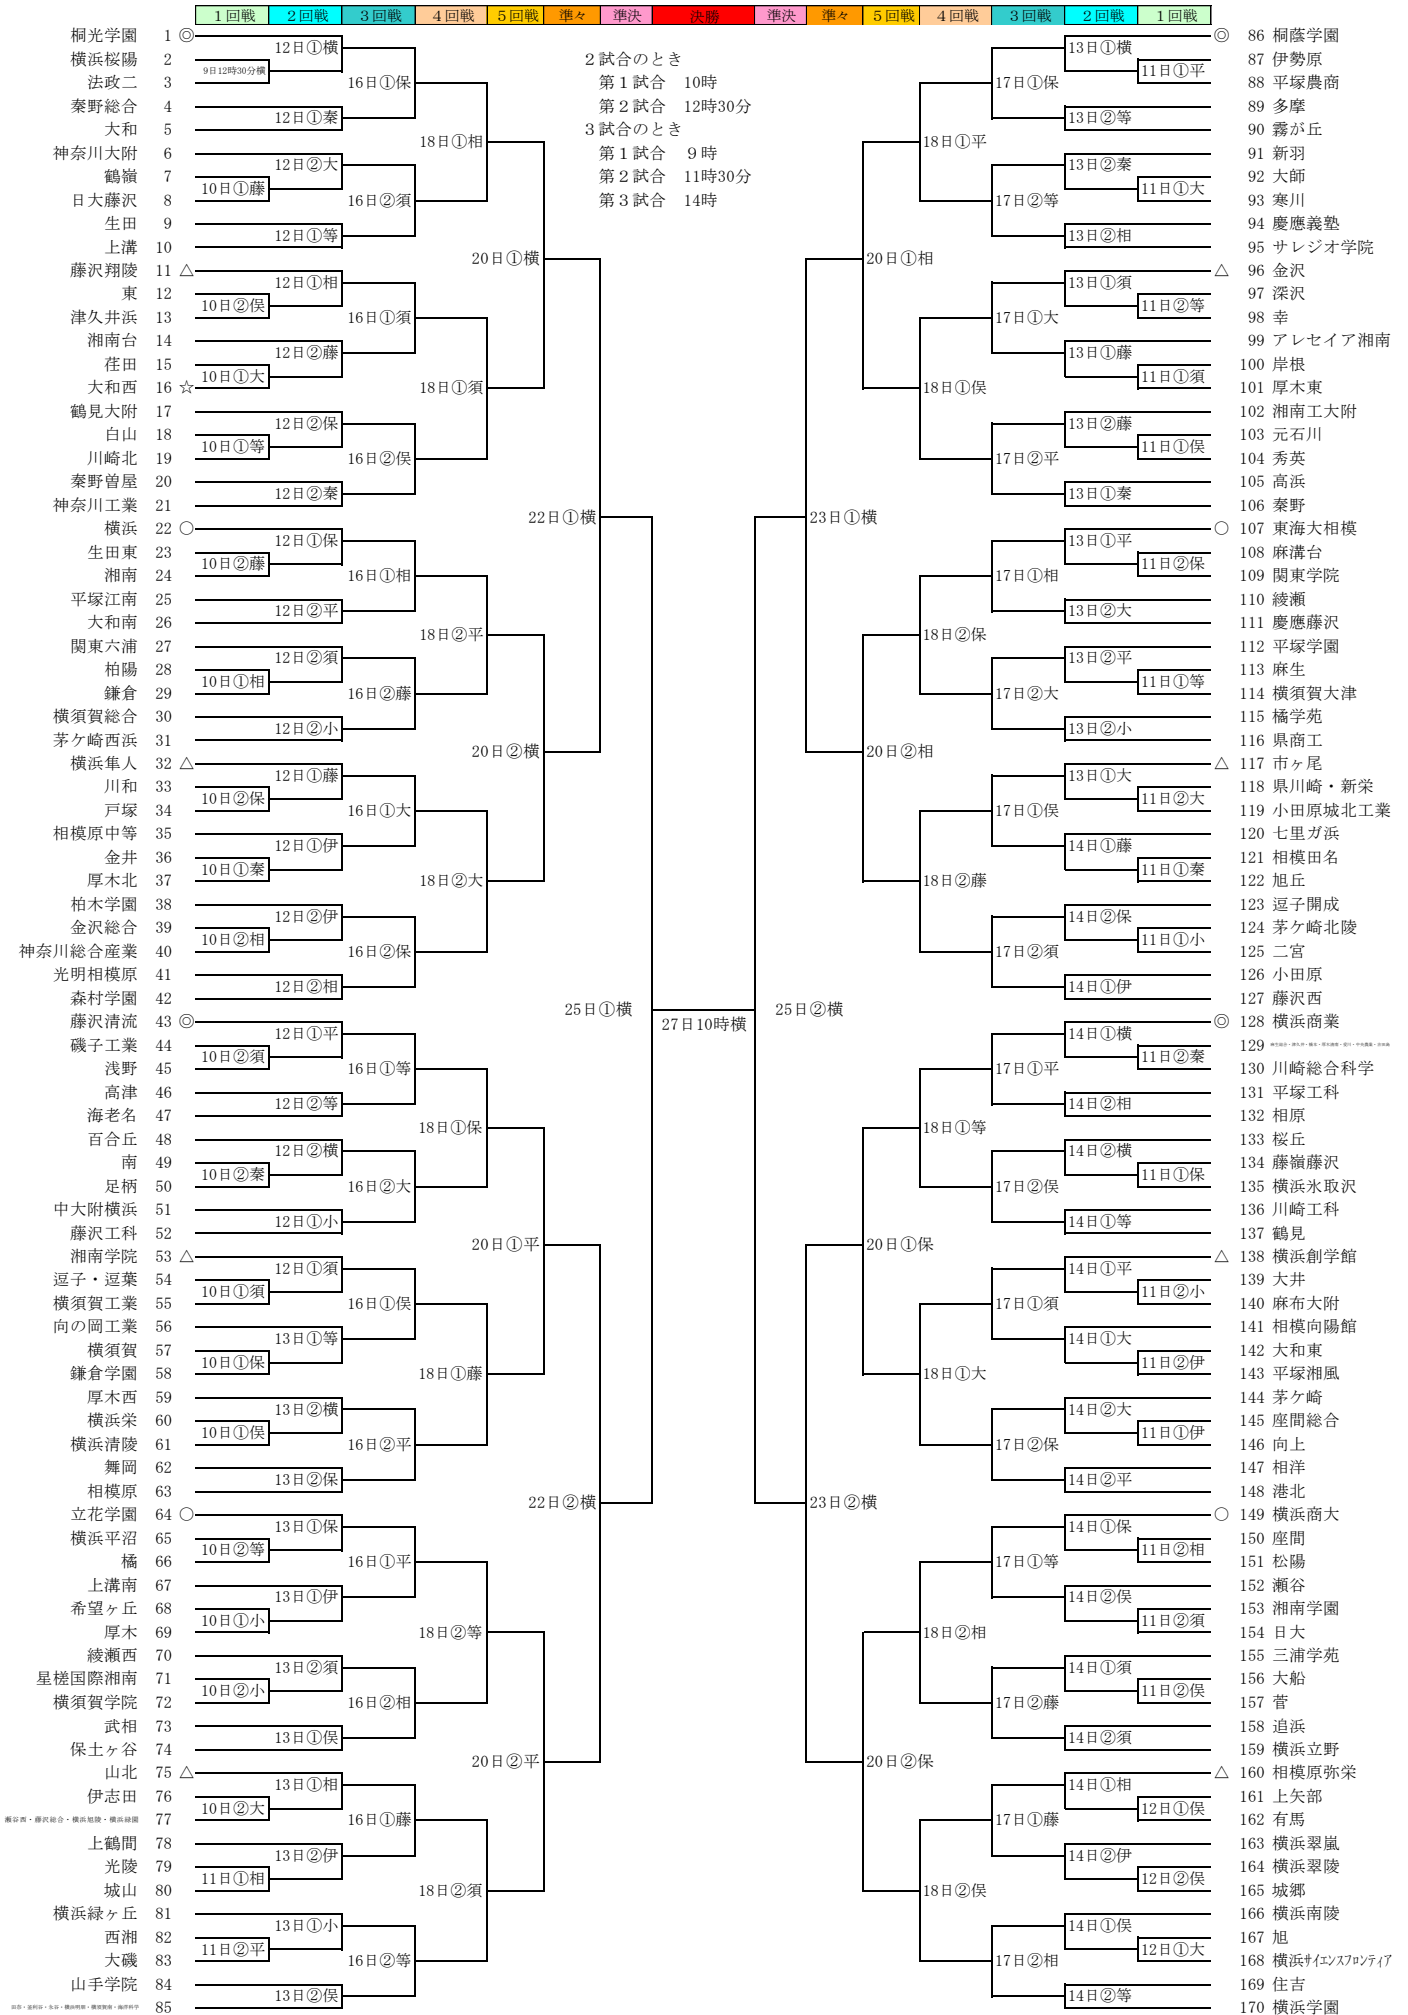 １回戦 ２回戦 ３回戦 ４回戦 ５回戦 準々 準決 決勝 準決 準々 ５回戦 ４回戦 ３回戦 ２回戦 １回戦
２試合のとき
第１試合 10時
第２試合 12時30分
３試合のとき
第１試合 ９時
第２試合 11時30分
第３試合 14時
桐光学園 1 ◎
横浜桜陽 2
法政二 3
秦野総合 4
大和 5
神奈川大附 6
鶴嶺 7
日大藤沢 8
生田 9
上溝 10
藤沢翔陵 11 △
東 12
津久井浜 13
湘南台 14
荏田 15
大和西 16 ☆
鶴見大附 17
白山 18
川崎北 19
秦野曽屋 20
神奈川工業 21
横浜 22 ○
生田東 23
湘南 24
平塚江南 25
大和南 26
関東六浦 27
柏陽 28
鎌倉 29
横須賀総合 30
茅ケ崎西浜 31
横浜隼人 32 △
川和 33
戸塚 34
相模原中等 35
金井 36
厚木北 37
柏木学園 38
金沢総合 39
神奈川総合産業 40
光明相模原 41
森村学園 42
藤沢清流 43 ◎
磯子工業 44
浅野 45
高津 46
海老名 47
百合丘 48
南 49
足柄 50
中大附横浜 51
藤沢工科 52
湘南学院 53 △
逗子・逗葉 54
横須賀工業 55
向の岡工業 56
横須賀 57
鎌倉学園 58
厚木西 59
横浜栄 60
横浜清陵 61
舞岡 62
相模原 63
立花学園 64 ○
横浜平沼 65
橘 66
上溝南 67
希望ヶ丘 68
厚木 69
綾瀬西 70
星槎国際湘南 71
横須賀学院 72
武相 73
保土ヶ谷 74
山北 75 △
伊志田 76
瀬谷西・藤沢総合・横浜旭陵・横浜緑園 77
上鶴間 78
光陵 79
城山 80
横浜緑ヶ丘 81
西湘 82
大磯 83
山手学院 84
85
9日12時30分横
10日①藤
10日②俣
10日①大
10日①等
10日②藤
10日①相
10日②保
10日①秦
10日②相
10日②須
10日②秦
10日①須
10日①保
10日①俣
10日②等
10日①小
10日②小
10日②大
11日①相
11日②平
12日①横
12日①秦
12日②大
12日①等
12日①相
12日②藤
12日②保
12日②秦
12日①保
12日②平
12日②須
12日②小
12日①藤
12日①伊
12日②伊
12日②相
12日①平
12日②等
12日②横
12日①小
12日①須
13日①等
13日②横
13日②保
13日①保
13日①伊
13日②須
13日①俣
13日①相
13日②伊
13日①小
13日②俣
16日①保
16日②須
16日①須
16日②俣
16日①相
16日②藤
16日①大
16日②保
16日①等
16日②大
16日①俣
16日②平
16日①平
16日②相
16日①藤
16日②等
18日①相
18日①須
18日②平
18日②大
18日①保
18日①藤
18日②等
18日②須
20日①横
20日②横
20日①平
20日②平
22日①横
22日②横
25日①横
27日10時横
25日②横
23日①横
23日②横
20日①相
20日②相
20日①保
20日②保
18日①平
18日①俣
18日②保
18日②藤
18日①等
18日①大
18日②相
18日②俣
17日①保
17日②等
17日①大
17日②平
17日①相
17日②大
17日①俣
17日②須
17日①平
17日②俣
17日①須
17日②保
17日①等
17日②藤
17日①藤
17日②相
13日①横
13日②等
13日②秦
13日②相
13日①須
13日①藤
13日②藤
13日①秦
13日①平
13日②大
13日②平
13日②小
13日①大
14日①藤
14日②保
14日①伊
14日①横
14日②相
14日②横
14日①等
14日①平
14日①大
14日②大
14日②平
14日①保
14日②俣
14日①須
14日②須
14日①相
14日②伊
14日①俣
14日②等
11日①平
11日①大
11日②等
11日①須
11日①俣
11日②保
11日①等
11日②大
11日①秦
11日①小
11日②秦
11日①保
11日②小
11日②伊
11日①伊
11日②相
11日②須
11日②俣
12日①俣
12日②俣
12日①大
◎ 86 桐蔭学園
87 伊勢原
88 平塚農商
89 多摩
90 霧が丘
91 新羽
92 大師
93 寒川
94 慶應義塾
95 サレジオ学院
△ 96 金沢
97 深沢
98 幸
99 アレセイア湘南
100 岸根
101 厚木東
102 湘南工大附
103 元石川
104 秀英
105 高浜
106 秦野
○ 107 東海大相模
108 麻溝台
109 関東学院
110 綾瀬
111 慶應藤沢
112 平塚学園
113 麻生
114 横須賀大津
115 橘学苑
116 県商工
△ 117 市ヶ尾
118 県川崎・新栄
119 小田原城北工業
120 七里ガ浜
121 相模田名
122 旭丘
123 逗子開成
124 茅ケ崎北陵
125 二宮
126 小田原
127 藤沢西
◎ 128 横浜商業
129
130 川崎総合科学
131 平塚工科
132 相原
133 桜丘
134 藤嶺藤沢
135 横浜氷取沢
136 川崎工科
137 鶴見
△ 138 横浜創学館
139 大井
140 麻布大附
141 相模向陽館
142 大和東
143 平塚湘風
144 茅ケ崎
145 座間総合
146 向上
147 相洋
148 港北
○ 149 横浜商大
150 座間
151 松陽
152 瀬谷
153 湘南学園
154 日大
155 三浦学苑
156 大船
157 菅
158 追浜
159 横浜立野
△ 160 相模原弥栄
161 上矢部
162 有馬
163 横浜翠嵐
164 横浜翠陵
165 城郷
166 横浜南陵
167 旭
168 横浜ｻｲｴﾝｽﾌﾛﾝﾃｨｱ
169 住吉
170 横浜学園